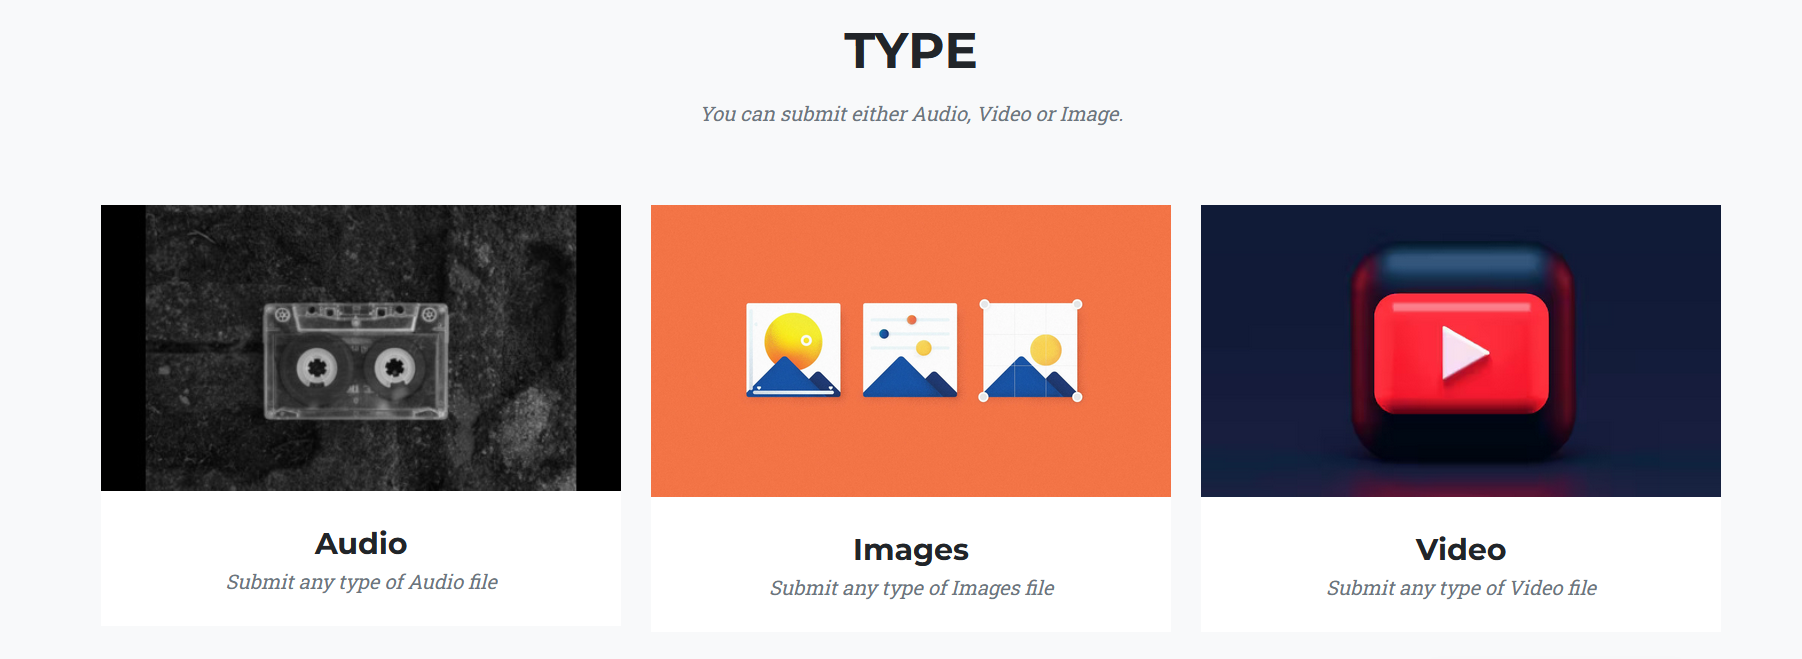 TYPE
You can submit either Audio, Video or Image.
Audio
Submit any type of Audio file
Images
Submit any type of Images file
Video
Submit any type of Video file